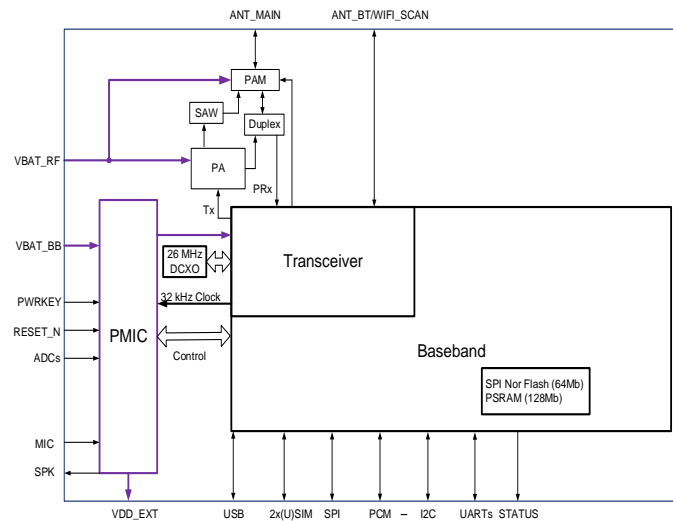 ANT_MAIN ANT_BT/WIFI_SCAN
PAM
SAW
Duplex
VBAT_RF
PA
PRx
Tx
VBAT_BB
26 MHz
DCXO
Transceiver
32 kHz Clock
PWRKEY
RESET_N
PMIC
ADCs
Control
Baseband
SPI Nor Flash (64Mb)
PSRAM (128Mb)
MIC
SPK
VDD_EXT USB 2x(U)SIM SPI PCM – I2C UARTs STATUS